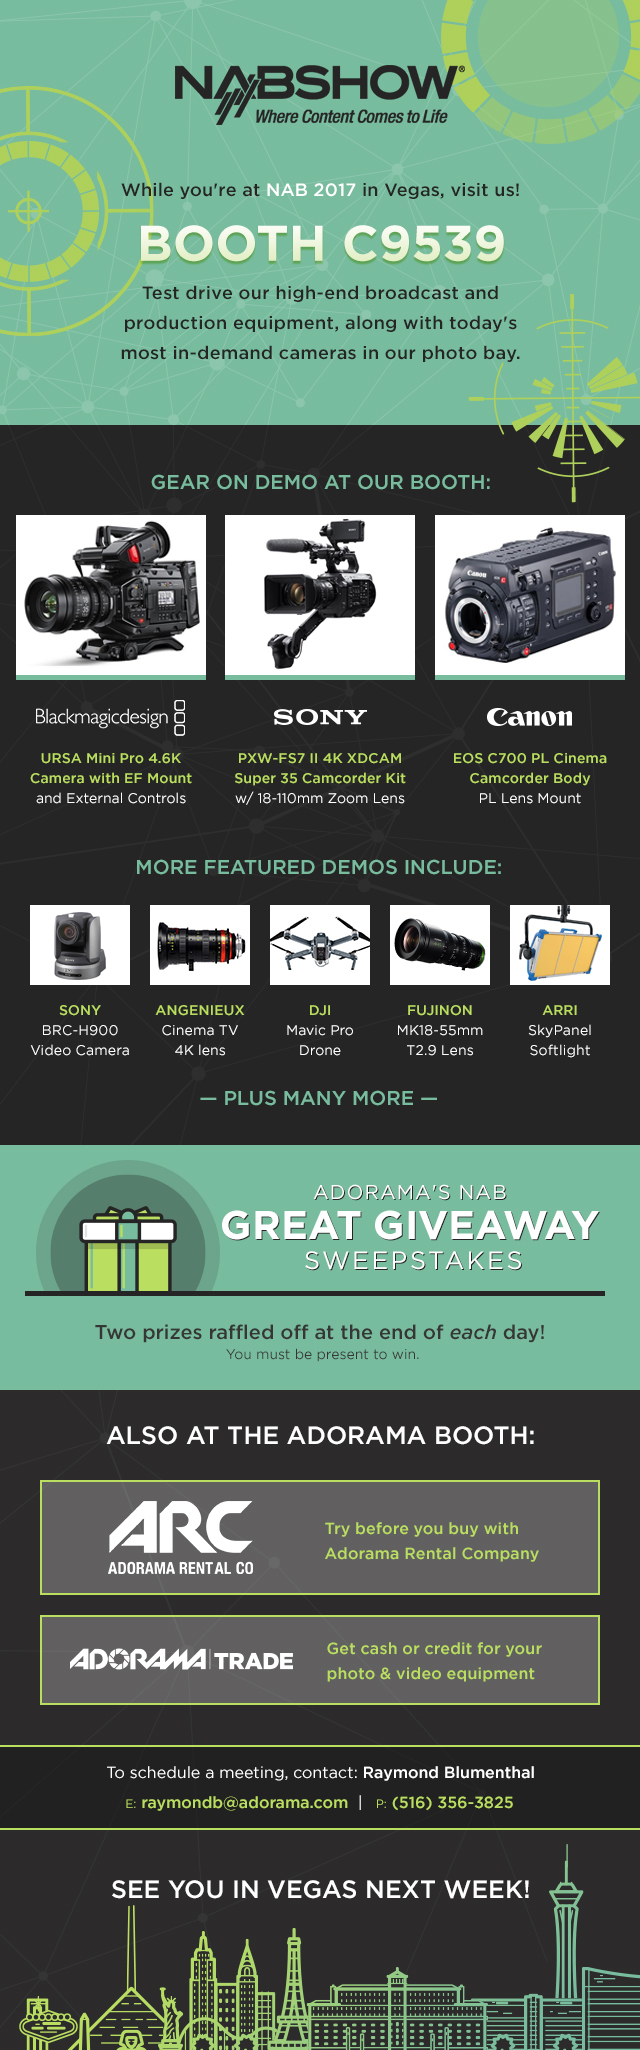 NABSHOW®
Where Content Comes to Life
While you're at NAB 2017 in Vegas, visit us!
BOOTH C9539
Test drive our high-end broadcast and
production equipment, along with today's
most in-demand cameras in our photo bay.
GEAR ON DEMO AT OUR BOOTH:
Canon
Blackmagicdesign
SONY
Canon
URSA Mini Pro 4.6K
Camera with EF Mount
and External Controls
PXW-FS7 II 4K XDCAM
Super 35 Camcorder Kit
w/ 18-110mm Zoom Lens
EOS C700 PL Cinema
Camcorder Body
PL Lens Mount
MORE FEATURED DEMOS INCLUDE:
SONY
BRC-H900
Video Camera
ANGENIEUX
Cinema TV
4K lens
DJI
Mavic Pro
Drone
FUJINON
MK18-55mm
T2.9 Lens
ARRI
SkyPanel
Softlight
— PLUS MANY MORE —
ADORAMA'S NAB
GREAT GIVEAWAY
SWEEPSTAKES
Two prizes raffled off at the end of each day!
You must be present to win.
ALSO AT THE ADORAMA BOOTH:
ARC
ADORAMA RENTAL CO
Try before you buy with
Adorama Rental Company
ADORAMA | TRADE
Get cash or credit for your
photo & video equipment
To schedule a meeting, contact: Raymond Blumenthal
E: raymondb@adorama.com | P: (516) 356-3825
SEE YOU IN VEGAS NEXT WEEK!